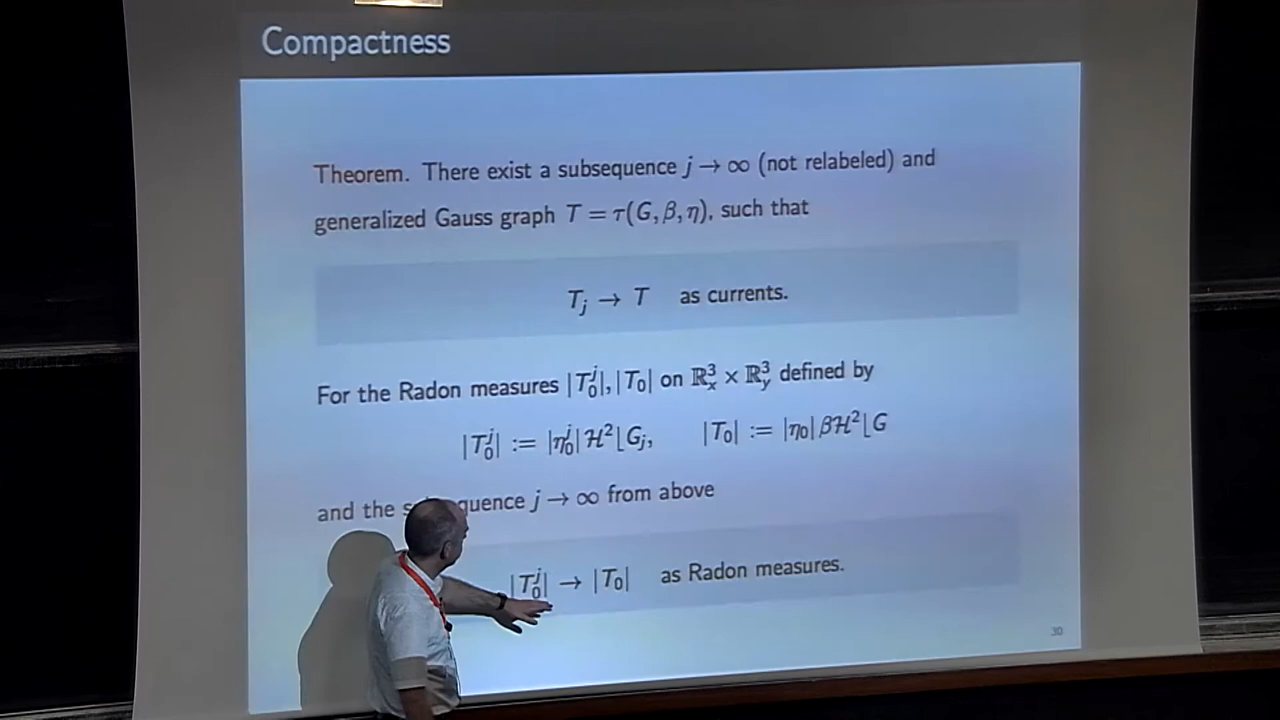 Compactness
Theorem. There exist a subsequence j → ∞ (not relabeled) and
generalized Gauss graph T = τ(G, β, η), such that
T_j → T as currents.
For the Radon measures |T_0^j|, |T_0| on ℝ_x^3 × ℝ_y^3 defined by
|T_0^j| := |η_0^j| ℋ^2⌊G_j, |T_0| := |η_0| βℋ^2⌊G
and the j → ∞ from above
|T_0^j| → |T_0| as Radon measures.
30